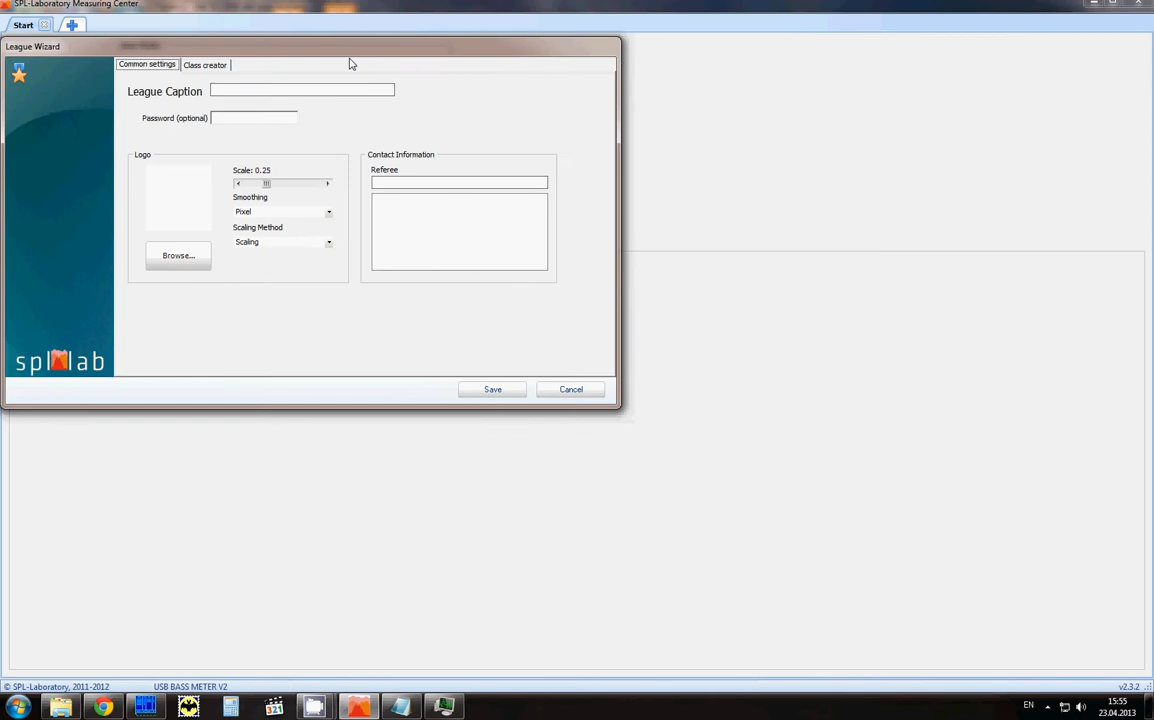 SPL-Laboratory Measuring Center
Start
League Wizard
Common settings
Class creator
League Caption
Password (optional)
Logo
Scale: 0.25
Smoothing
Pixel
Scaling Method
Scaling
Browse...
Contact Information
Referee
spl lab
Save
Cancel
© SPL-Laboratory, 2011-2012
USB BASS METER V2
v2.3.2
321
EN
15:55
23.04.2013